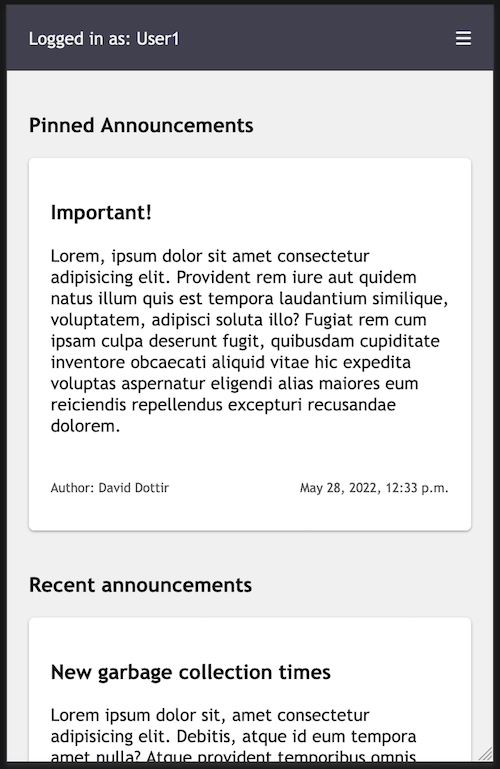 Logged in as: User1
Pinned Announcements
Important!
Lorem, ipsum dolor sit amet consectetur
adipisicing elit. Provident rem iure aut quidem
natus illum quis est tempora laudantium similique,
voluptatem, adipisci soluta illo? Fugiat rem cum
ipsam culpa deserunt fugit, quibusdam cupiditate
inventore obcaecati aliquid vitae hic expedita
voluptas aspernatur eligendi alias maiores eum
reiciendis repellendus excepturi recusandae
dolorem.
Author: David Dottir May 28, 2022, 12:33 p.m.
Recent announcements
New garbage collection times
Lorem ipsum dolor sit, amet consectetur
adipisicing elit. Debitis, atque id eum tempora
amet nulla? Atque provident temporibus omnis